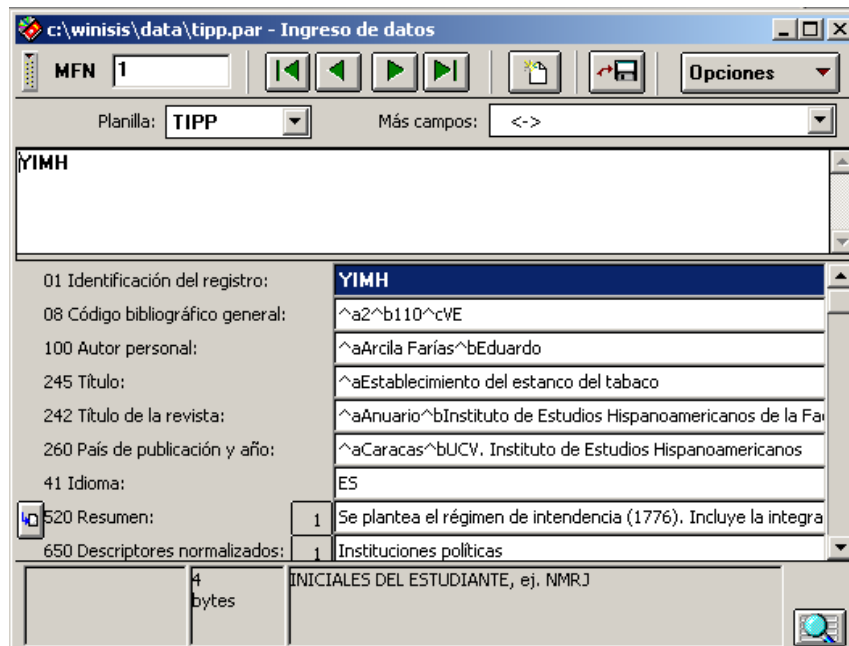 c:\winisis\data\tipp.par - Ingreso de datos
MFN 1 Opciones
Planilla: TIPP Más campos: <->
YIMH
01 Identificación del registro: YIMH
08 Código bibliográfico general: ^a2^b110^cVE
100 Autor personal: ^aArcila Farías^bEduardo
245 Título: ^aEstablecimiento del estanco del tabaco
242 Título de la revista: ^aAnuario^bInstituto de Estudios Hispanoamericanos de la Fa
260 País de publicación y año: ^aCaracas^bUCV. Instituto de Estudios Hispanoamericanos
41 Idioma: ES
520 Resumen: 1 Se plantea el régimen de intendencia (1776). Incluye la integra
650 Descriptores normalizados: 1 Instituciones políticas
4 INICIALES DEL ESTUDIANTE, ej. NMRJ
bytes